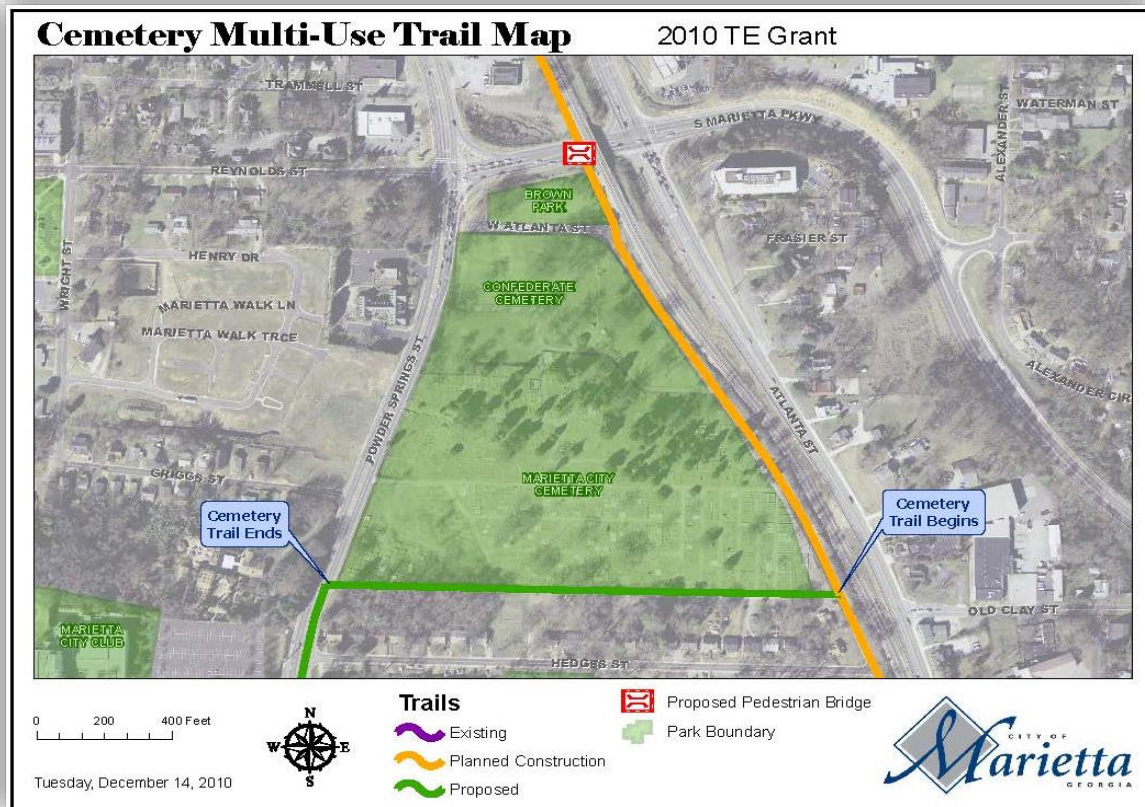 Cemetery Multi-Use Trail Map
2010 TE Grant
TRAMMELL ST
ALEXANDER ST
WATERMAN ST
S MARIETTA PKWY
REYNOLDS ST
BROWN
PARK
W ATLANTA ST
FRASIER ST
WRIGHT ST
HENRY DR
CONFEDERATE
CEMETERY
MARIETTA WALK LN
MARIETTA WALK TRCE
POWDER SPRINGS ST
ATLANTA ST
ALEXANDER CIR
GRIGGS ST
MARIETTA CITY
CEMETERY
Cemetery
Trail Ends
Cemetery
Trail Begins
OLD CLAY ST
MARIETTA
CITY CLUB
HEDGES ST
0 200 400 Feet
N
W E
S
Tuesday, December 14, 2010
Trails
Existing
Planned Construction
Proposed
Proposed Pedestrian Bridge
Park Boundary
CITY OF
Marietta
GEORGIA